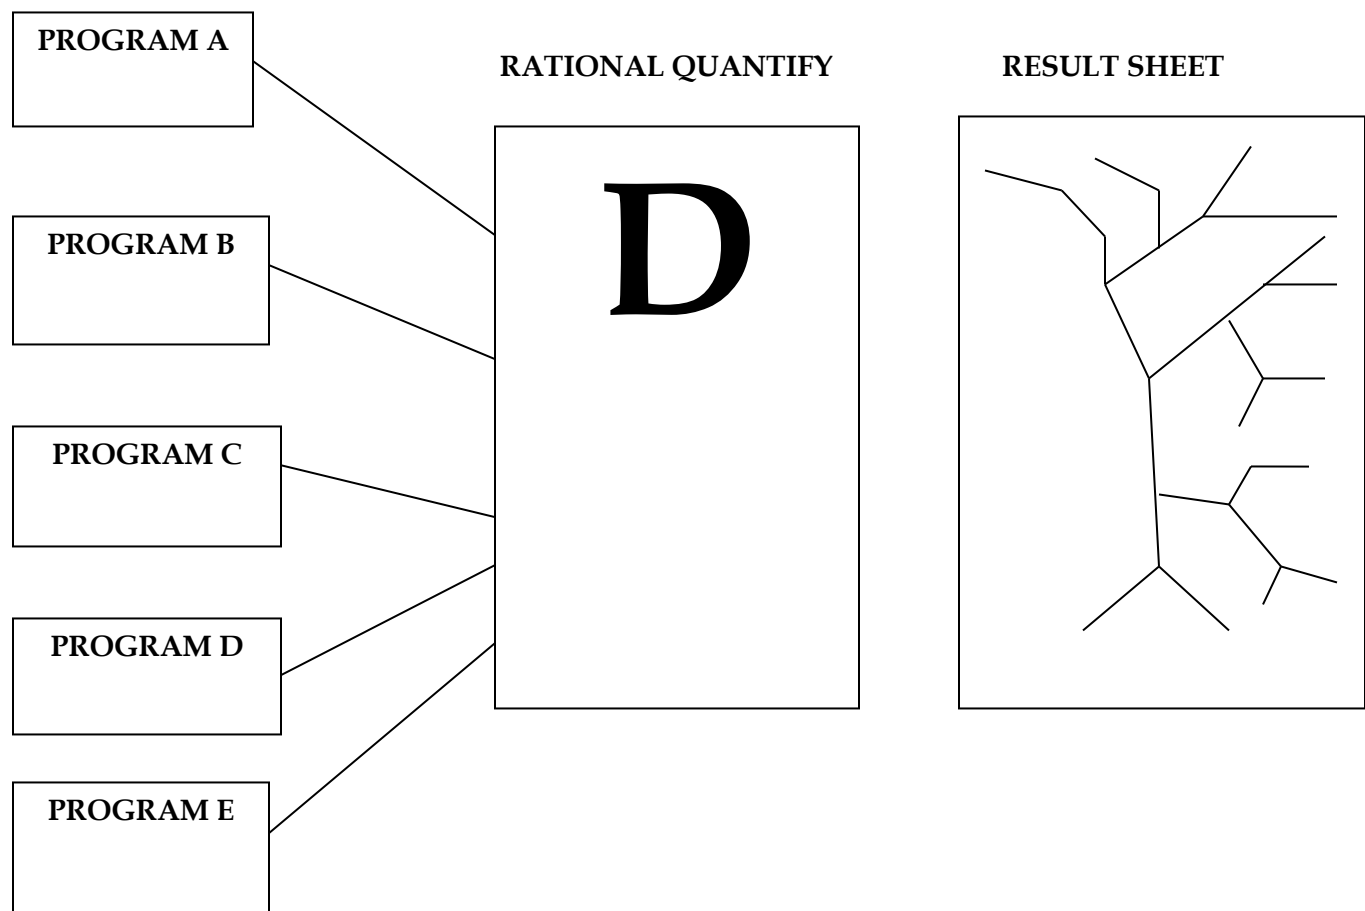 PROGRAM A
RATIONAL QUANTIFY
RESULT SHEET
D
PROGRAM B
PROGRAM C
PROGRAM D
PROGRAM E